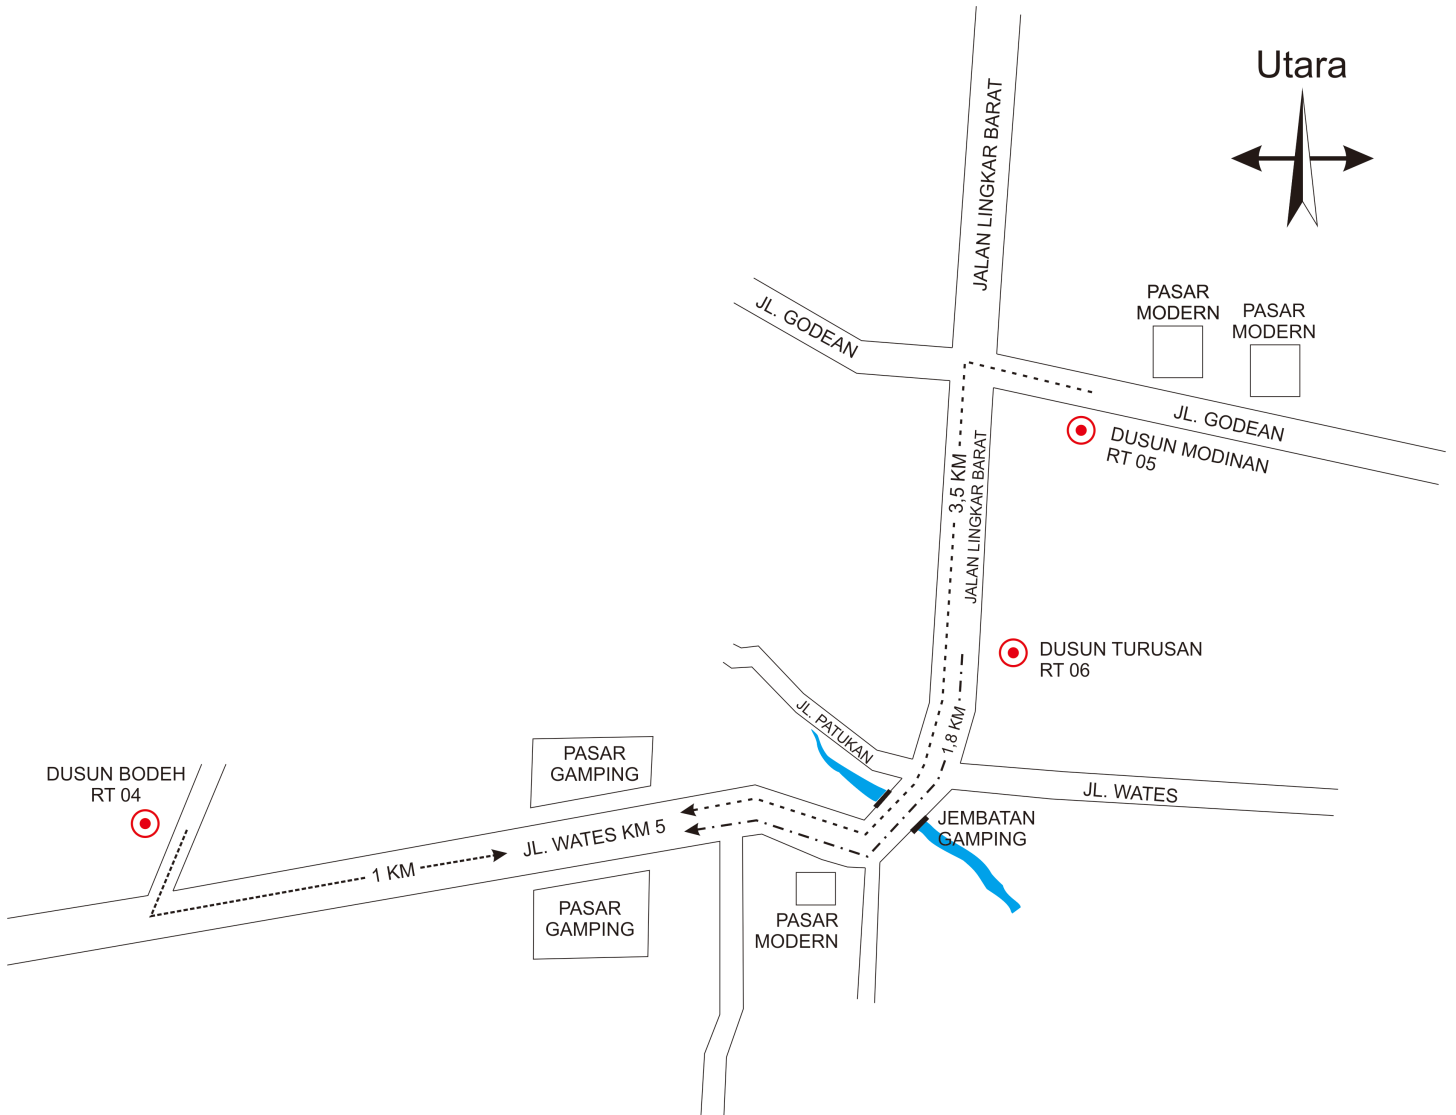 Utara
JALAN LINGKAR BARAT
PASAR
MODERN
PASAR
MODERN
JL. GODEAN
JL. GODEAN
DUSUN MODINAN
RT 05
3,5 KM
JALAN LINGKAR BARAT
DUSUN TURUSAN
RT 06
JL. PATUKAN
1,8 KM
PASAR
GAMPING
DUSUN BODEH
RT 04
JL. WATES
JEMBATAN
GAMPING
JL. WATES KM 5
1 KM
PASAR
GAMPING
PASAR
MODERN